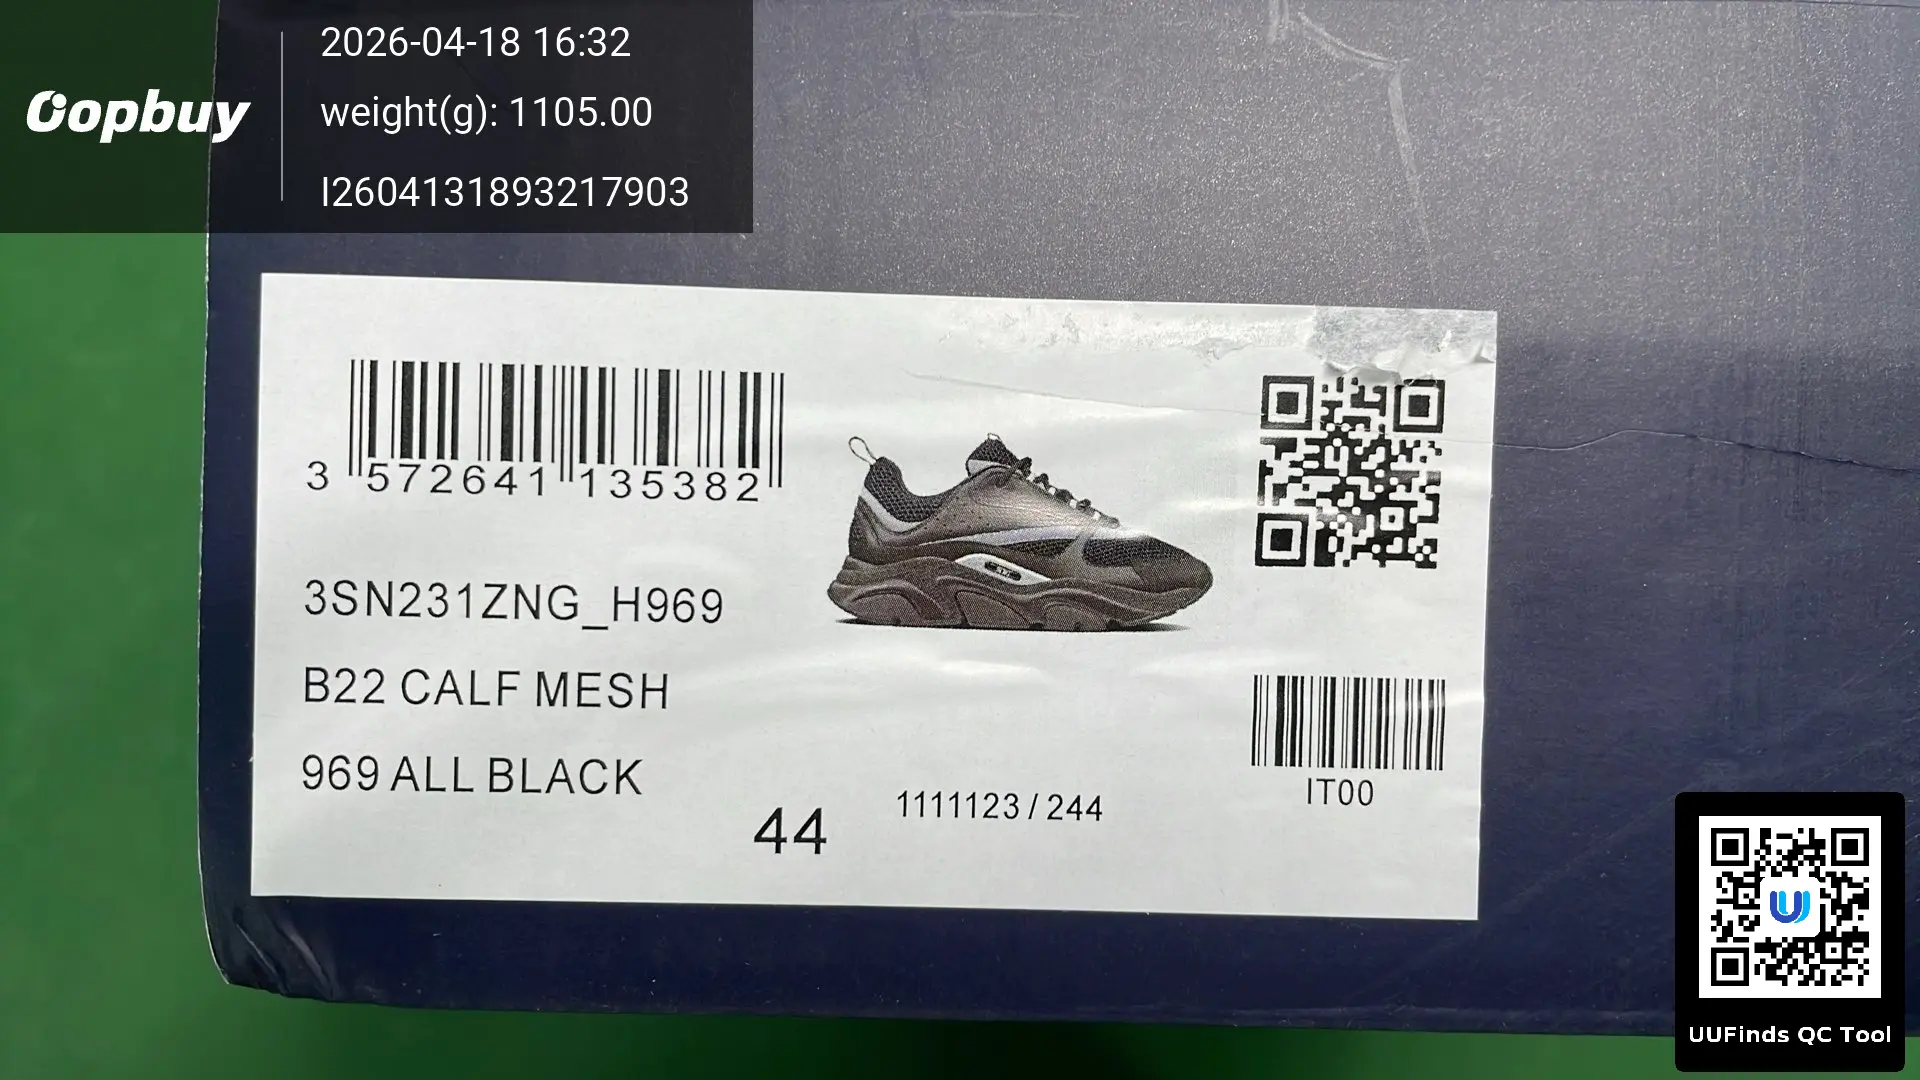 Oopbuy
2026-04-18 16:32
weight(g): 1105.00
I2604131893217903
3 572641 135382
3SN231ZNG_H969
B22 CALF MESH
969 ALL BLACK
44
1111123 / 244
IT00
UUFinds QC Tool